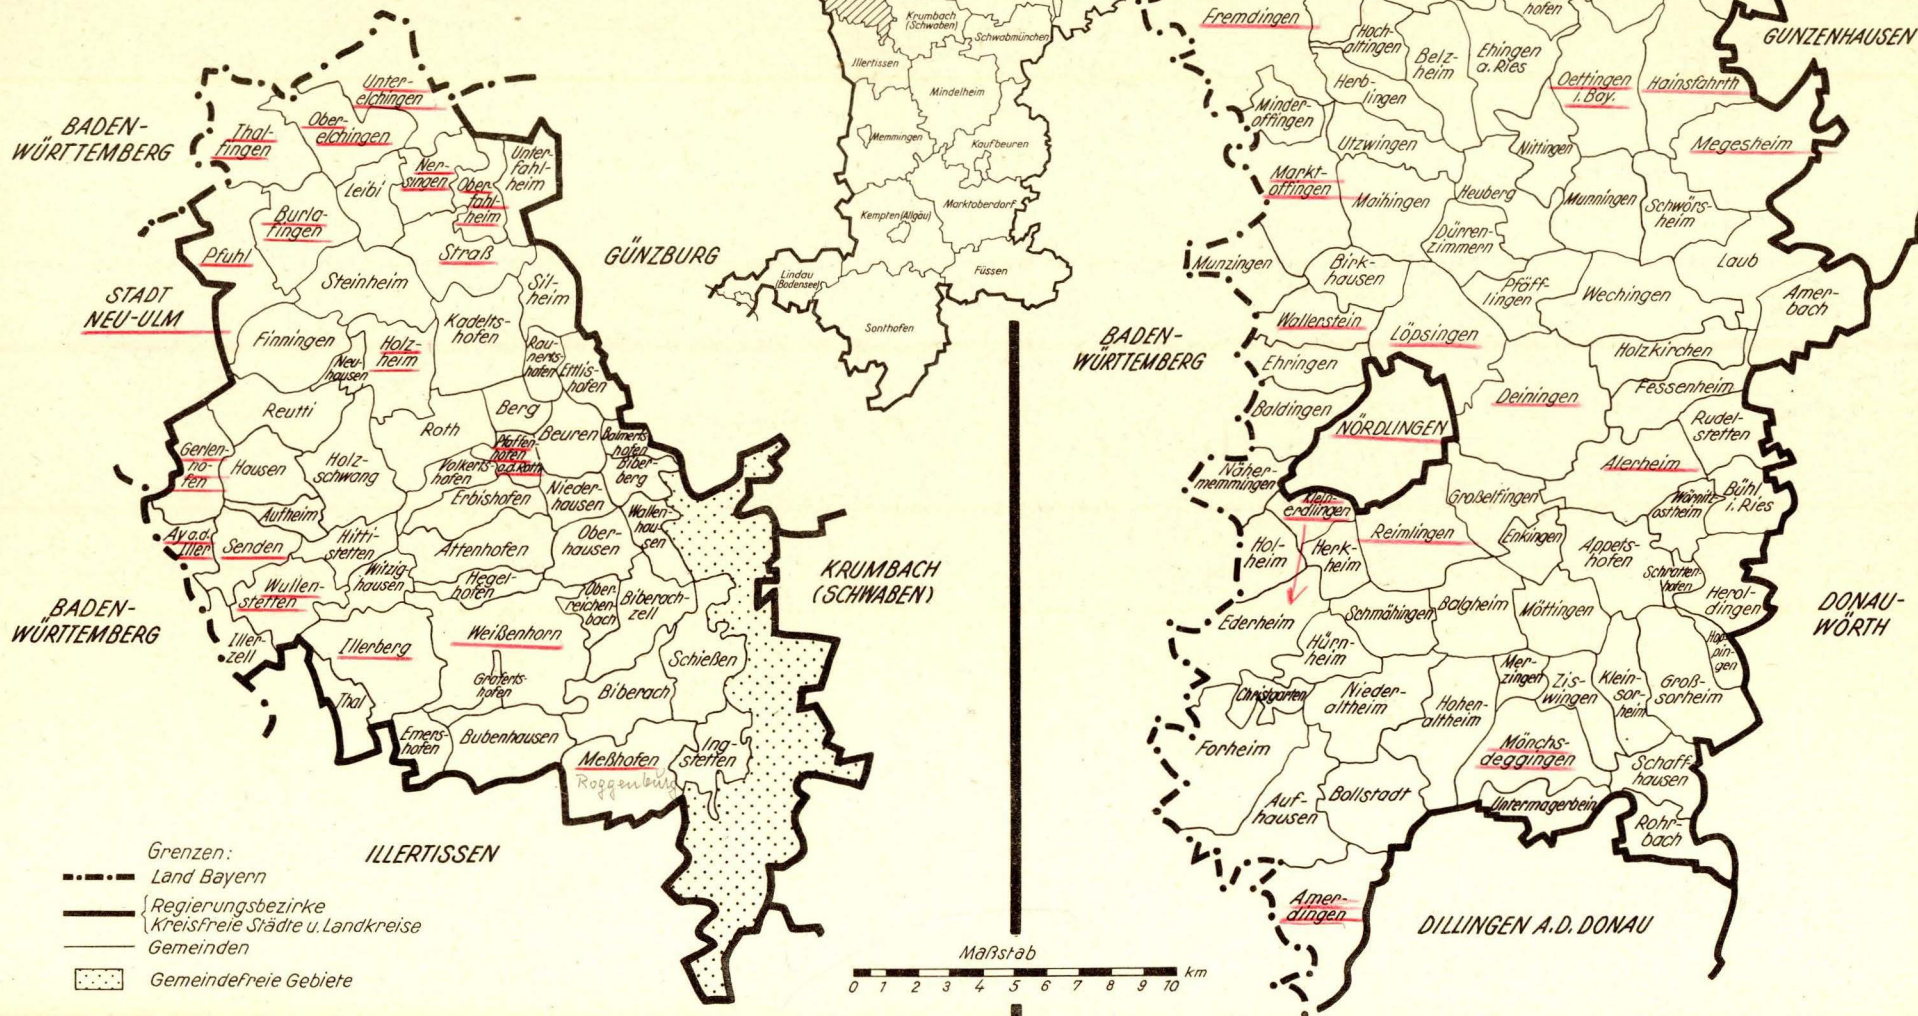 BADEN-
WÜRTTEMBERG
Unter-
elchingen
Ober-
elchingen
Thal-
fingen
Ner-
singen
Unter-
fahl-
heim
Ober-
fahl-
heim
Leibi
Burla-
fingen
Pfuhl
Straß
Steinheim
Sil-
heim
STADT
NEU-ULM
GÜNZBURG
Finningen
Neu-
hausen
Holz-
heim
Kadelts-
hofen
Rau-
nerts-
hofen
Ettlis-
hofen
Reutti
Berg
Roth
Beuren
Balmerts-
hofen
Pfaffen-
hofen
a.d.Roth
Biber-
berg
Gerlen-
ho-
fen
Hausen
Holz-
schwang
Volkerts-
hofen
Erbishofen
Nieder-
hausen
Wallen-
hau-
sen
Aufheim
Ay a.d.
Iller
Senden
Hitti-
stetten
Attenhofen
Ober-
hausen
Witzig-
hausen
Hegel-
hofen
Ober-
reichen-
bach
Biberach-
zell
Wullen-
stetten
KRUMBACH
(SCHWABEN)
BADEN-
WÜRTTEMBERG
Iller-
zell
Illerberg
Weißenhorn
Schießen
Graferts-
hofen
Biberach
Thal
Emers-
hofen
Bubenhausen
Meßhofen
Roggenburg
Ing-
stetten
ILLERTISSEN
Grenzen:
Land Bayern
Regierungsbezirke
Kreisfreie Städte u. Landkreise
Gemeinden
Gemeindefreie Gebiete
Krumbach
(Schwaben)
Schwabmünchen
Illertissen
Mindelheim
Memmingen
Kaufbeuren
Kempten (Allgäu)
Marktoberdorf
Lindau
(Bodensee)
Füssen
Sonthofen
Maßstab
km
0 1 2 3 4 5 6 7 8 9 10
Fremdingen
Hoch-
altingen
Belz-
heim
Ehingen
a. Ries
hofen
GUNZENHAUSEN
Herb-
lingen
Oettingen
i. Bay.
Hainsfahrth
Minder-
offingen
Utzwingen
Nittingen
Megesheim
Markt-
offingen
Maihingen
Heuberg
Munningen
Schwörs-
heim
Dürren-
zimmern
Munzingen
Birk-
hausen
Pfäff-
lingen
Wechingen
Laub
Amer-
bach
Wallerstein
Löpsingen
BADEN-
WÜRTTEMBERG
Ehringen
Holzkirchen
Fessenheim
Baldingen
Deiningen
NÖRDLINGEN
Rudel-
stetten
Näher-
memmingen
Alerheim
Klein-
erdlingen
Großelfingen
Wörnitz-
ostheim
Bühl
i. Ries
Reimlingen
Enkingen
Appets-
hofen
Hol-
heim
Herk-
heim
Schratten-
hofen
Herol-
dingen
Ederheim
Schmähingen
Balgheim
Möttingen
DONAU-
WÖRTH
Hürn-
heim
Hop-
pin-
gen
Christgarten
Nieder-
altheim
Hohen-
altheim
Mer-
zingen
Zis-
wingen
Klein-
sor-
heim
Groß-
sorheim
Forheim
Mönchs-
deggingen
Schaff-
hausen
Auf-
hausen
Bollstadt
Untermagerbein
Rohr-
bach
Amer-
dingen
DILLINGEN A.D. DONAU